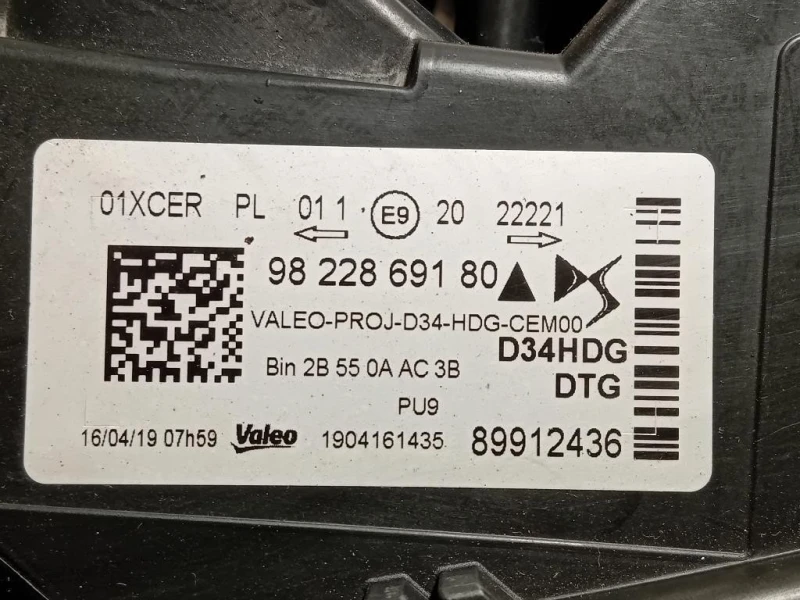 01XCER PL 01 1 E9 20 22221
98 228 691 80 DS
VALEO-PROJ-D34-HDG-CEM00
D34HDG
Bin 2B 55 0A AC 3B
DTG
PU9
16/04/19 07h59 Valeo 1904161435 89912436